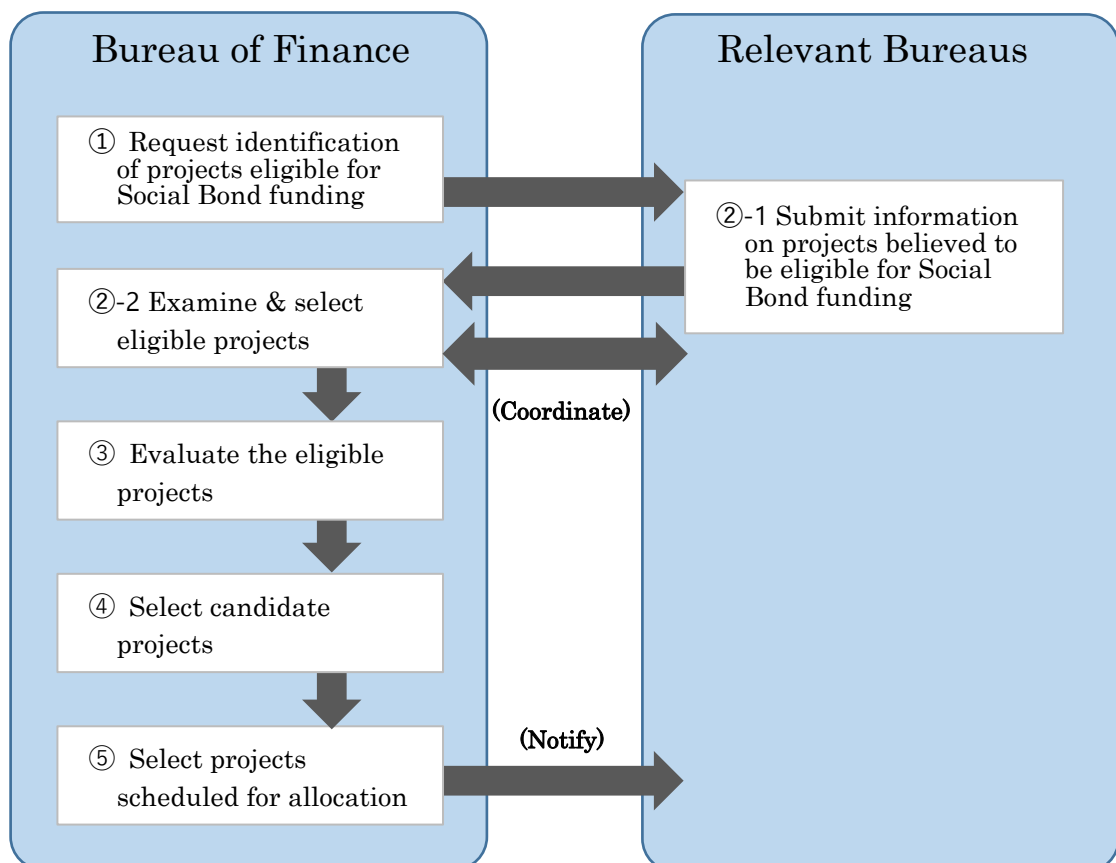 Bureau of Finance
① Request identification
of projects eligible for
Social Bond funding
②-2 Examine & select
eligible projects
③ Evaluate the eligible
projects
④ Select candidate
projects
⑤ Select projects
scheduled for allocation
(Coordinate)
(Notify)
Relevant Bureaus
②-1 Submit information
on projects believed to
be eligible for Social
Bond funding